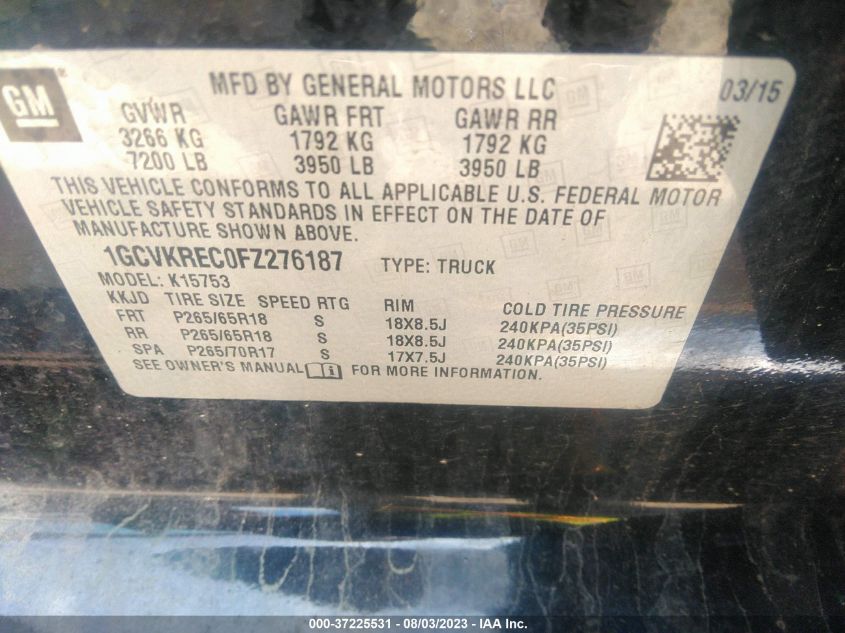 GM
MFD BY GENERAL MOTORS LLC 03/15
GVWR GAWR FRT GAWR RR
3266 KG 1792 KG 1792 KG
7200 LB 3950 LB 3950 LB
THIS VEHICLE CONFORMS TO ALL APPLICABLE U.S. FEDERAL MOTOR
VEHICLE SAFETY STANDARDS IN EFFECT ON THE DATE OF
MANUFACTURE SHOWN ABOVE.
1GCVKREC0FZ276187 TYPE: TRUCK
MODEL: K15753
KKJD TIRE SIZE SPEED RTG RIM COLD TIRE PRESSURE
FRT P265/65R18 S 18X8.5J 240KPA(35PSI)
RR P265/65R18 S 18X8.5J 240KPA(35PSI)
SPA P265/70R17 S 17X7.5J 240KPA(35PSI)
SEE OWNER'S MANUAL FOR MORE INFORMATION.
000-37225531 - 08/03/2023 - IAA Inc.